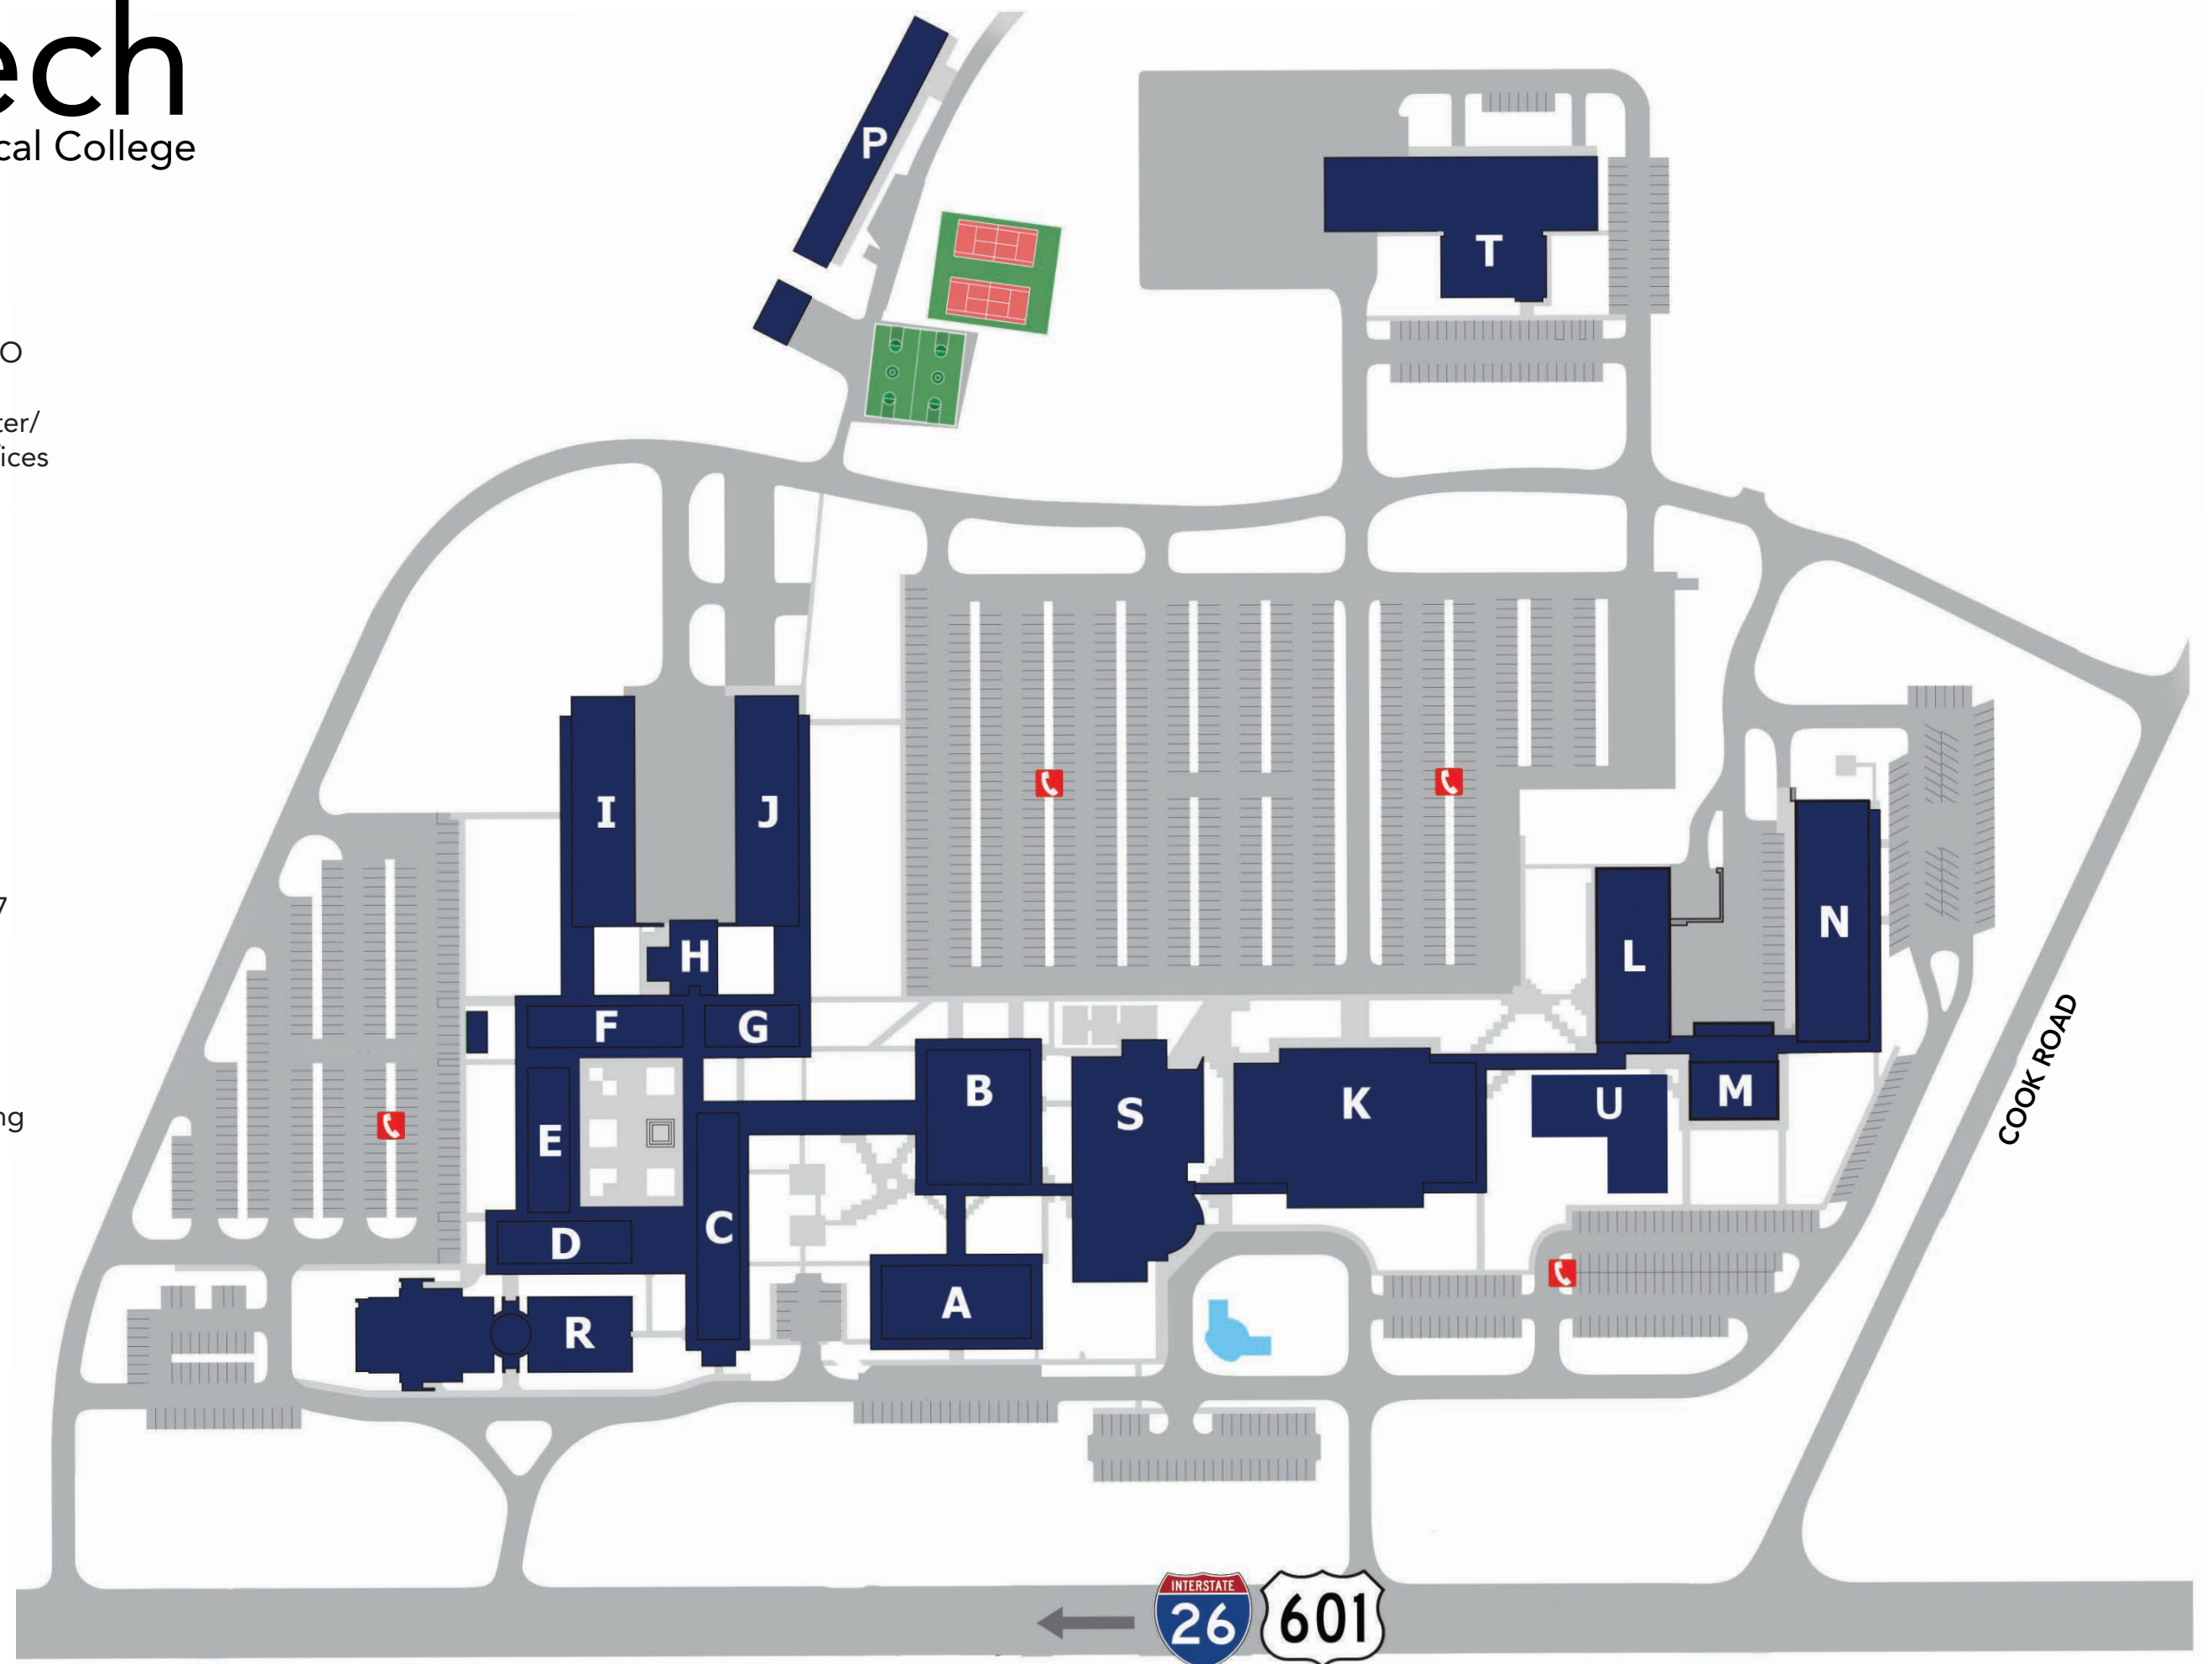 ech
cal College
O
ter/
ices
7
ng
P
T
I
J
H
F
G
E
D
C
R
B
A
S
K
U
L
M
N
COOK ROAD
INTERSTATE
26
601